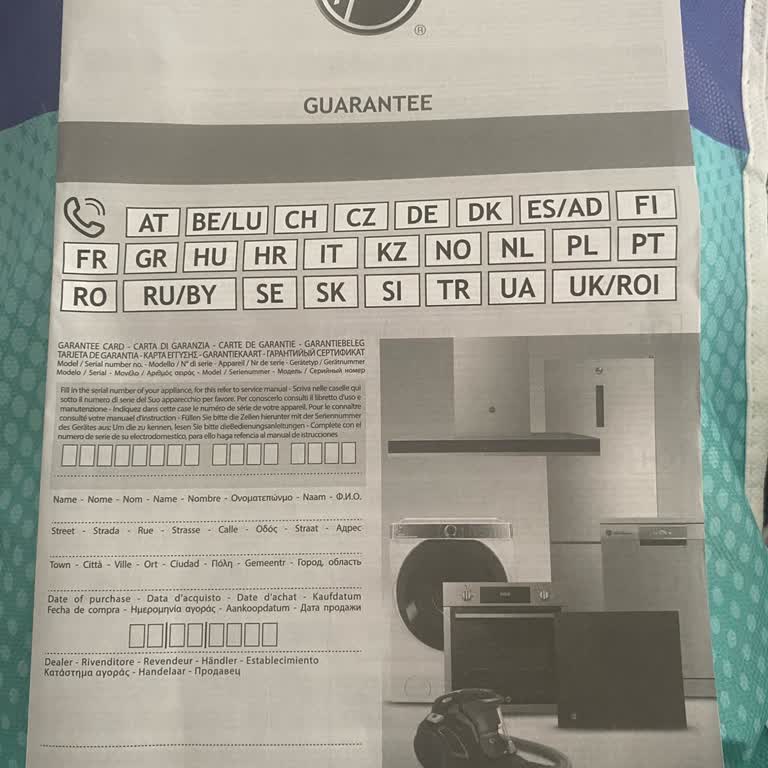 ®
GUARANTEE
AT BE/LU CH CZ DE DK ES/AD FI
FR GR HU HR IT KZ NO NL PL PT
RO RU/BY SE SK SI TR UA UK/ROI
GARANTEE CARD - CARTA DI GARANZIA - CARTE DE GARANTIE - GARANTIEBELEG
TARJETA DE GARANTIA - ΚΑΡΤΑ ΕΓΓΥΗΣΗΣ - GARANTIEKAART - ГАРАНТИЙНЫЙ СЕРТИФИКАТ
Model / Serial number no. - Modello / N° di serie - Appareil / Nr de serie - Gerätetyp / Gerätnummer
Modelo / Serial - Μοντέλο / Αριθμός σειράς - Model / Serienummer - Модель / Серийный номер
Fill in the serial number of your appliance, for this refer to service manual - Scriva nelle caselle qui
sotto il numero di serie del Suo apparecchio per favore. Per conoscerlo consulti il libretto d'uso e
manutenzione - Indiquez dans cette case le numéro de série de votre appareil. Pour le connaitre
consulté votre manuael d'instruction - Füllen Sie bitte die Zeilen hierunter mit der Seriennummer
des Gerätes aus: Um die zu kennen, lesen Sie bitte dieBedienungsanleitungen - Complete con el
numero de serie de su electrodomestico, para ello haga refencia al manual de istrucciones
Name - Nome - Nom - Name - Nombre - Ονοματεπώνυμο - Naam - Ф.И.О.
Street - Strada - Rue - Strasse - Calle - Οδός - Straat - Адрес
Town - Città - Ville - Ort - Ciudad - Πόλη - Gemeentr - Город, область
Date of purchase - Data d'acquisto - Date d'achat - Kaufdatum
Fecha de compra - Ημερομηνία αγοράς - Aankoopdatum - Дата продажи
Dealer - Rivenditore - Revendeur - Händler - Establecimiento
Κατάστημα αγοράς - Handelaar - Продавец